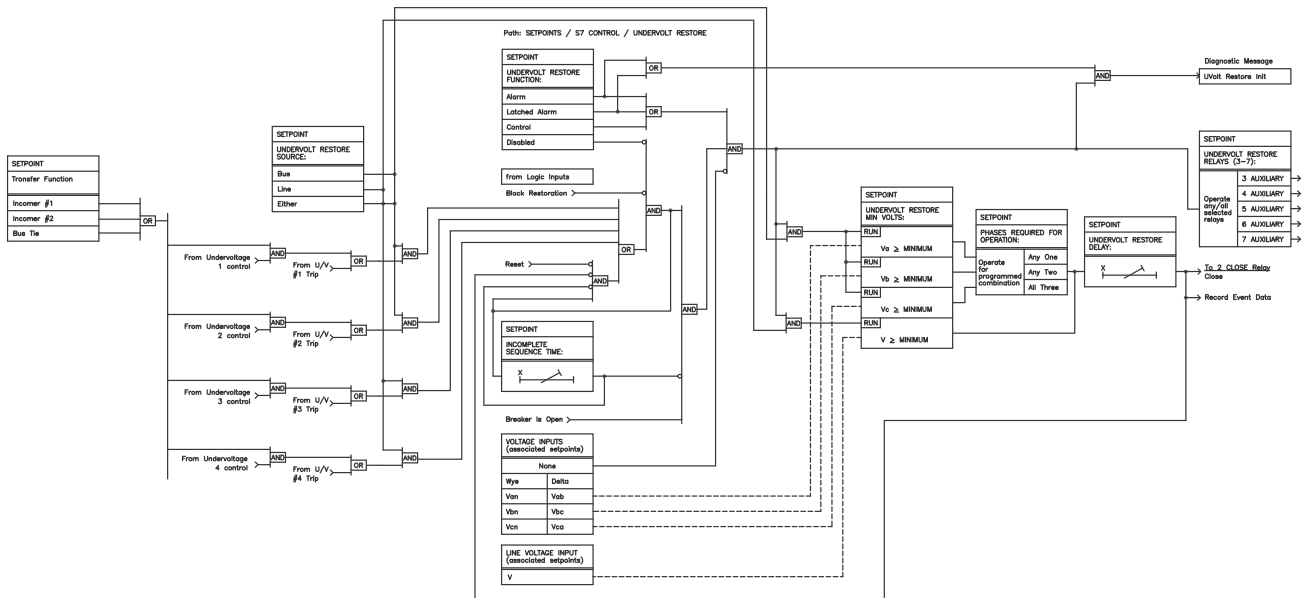 Path: SETPOINTS / S7 CONTROL / UNDERVOLT RESTORE
SETPOINT
Transfer Function
Incomer #1
Incomer #2
Bus Tie
OR
SETPOINT
UNDERVOLT RESTORE
SOURCE:
Bus
Line
Either
From Undervoltage
1 control
AND
From U/V
#1 Trip
OR
AND
From Undervoltage
2 control
AND
From U/V
#2 Trip
OR
AND
From Undervoltage
3 control
AND
From U/V
#3 Trip
OR
AND
From Undervoltage
4 control
AND
From U/V
#4 Trip
OR
AND
SETPOINT
UNDERVOLT RESTORE
FUNCTION:
Alarm
Latched Alarm
Control
Disabled
OR
OR
from Logic Inputs
Block Restoration
AND
OR
Reset
AND
SETPOINT
INCOMPLETE
SEQUENCE TIME:
X
Breaker Is Open
AND
AND
VOLTAGE INPUTS
(associated setpoints)
None
Wye Delta
Van Vab
Vbn Vbc
Vcn Vca
LINE VOLTAGE INPUT
(associated setpoints)
V
AND
AND
SETPOINT
UNDERVOLT RESTORE
MIN VOLTS:
RUN
Va ≥ MINIMUM
RUN
Vb ≥ MINIMUM
RUN
Vc ≥ MINIMUM
RUN
V ≥ MINIMUM
SETPOINT
PHASES REQUIRED FOR
OPERATION:
Operate
for
programmed
combination
Any One
Any Two
All Three
SETPOINT
UNDERVOLT RESTORE
DELAY:
X
AND
Diagnostic Message
UVolt Restore Init
SETPOINT
UNDERVOLT RESTORE
RELAYS (3-7):
Operate
any/all
selected
relays
3 AUXILIARY
4 AUXILIARY
5 AUXILIARY
6 AUXILIARY
7 AUXILIARY
To 2 CLOSE Relay
Close
Record Event Data